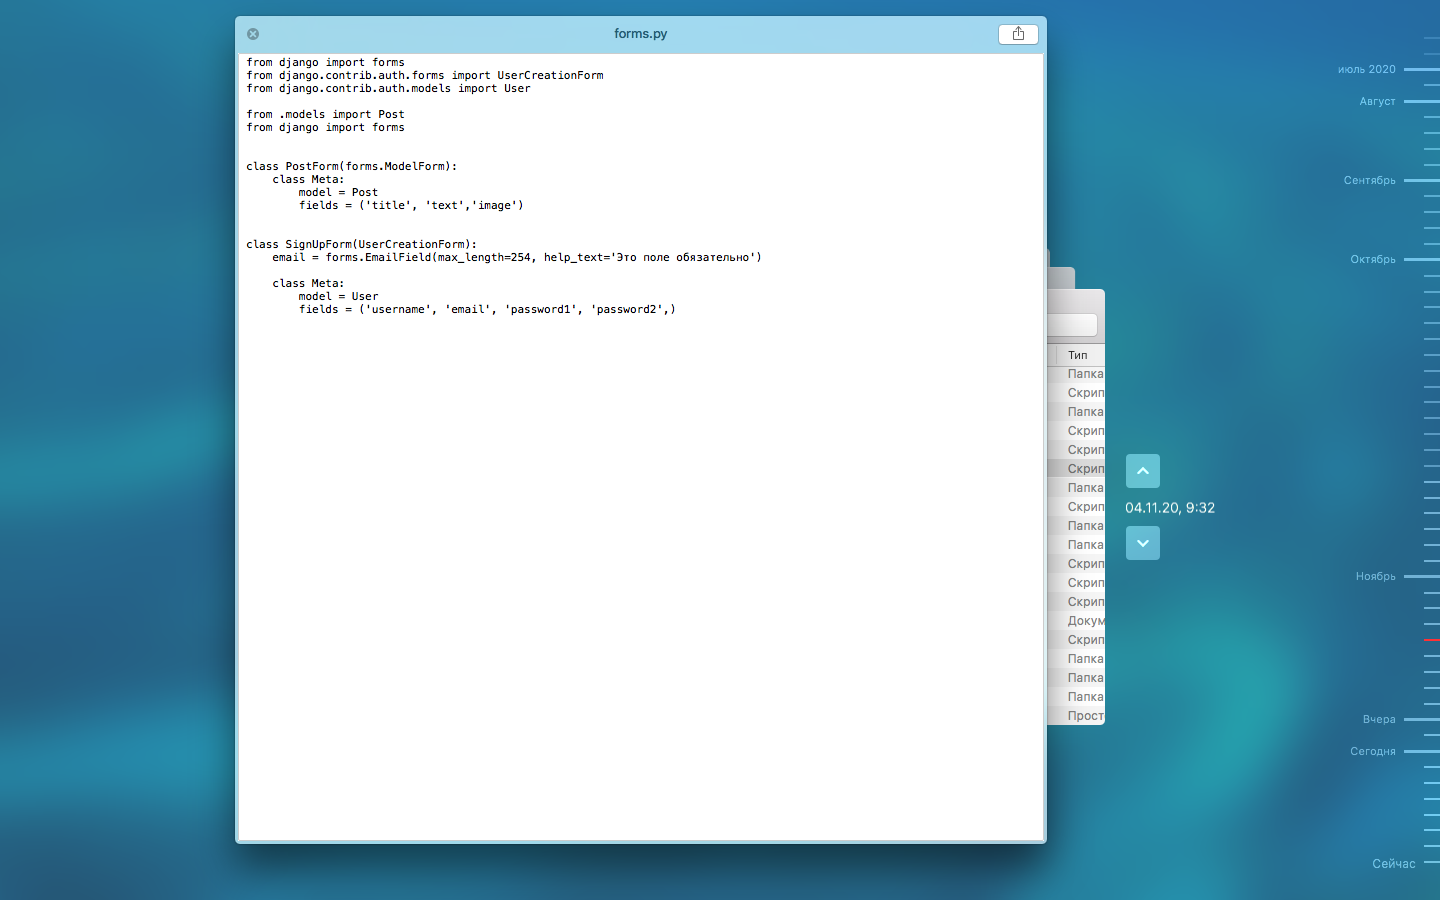 forms.py
from django import forms
from django.contrib.auth.forms import UserCreationForm
from django.contrib.auth.models import User
from .models import Post
from django import forms
class PostForm(forms.ModelForm):
    class Meta:
        model = Post
        fields = ('title', 'text','image')
class SignUpForm(UserCreationForm):
    email = forms.EmailField(max_length=254, help_text='Это поле обязательно')
    class Meta:
        model = User
        fields = ('username', 'email', 'password1', 'password2',)
Тип
Папка
Скрип
Папка
Скрип
Скрип
Скрип
Папка
Скрип
Папка
Папка
Скрип
Скрип
Скрип
Докум
Скрип
Папка
Папка
Папка
Прост
04.11.20, 9:32
июль 2020
Август
Сентябрь
Октябрь
Ноябрь
Вчера
Сегодня
Сейчас